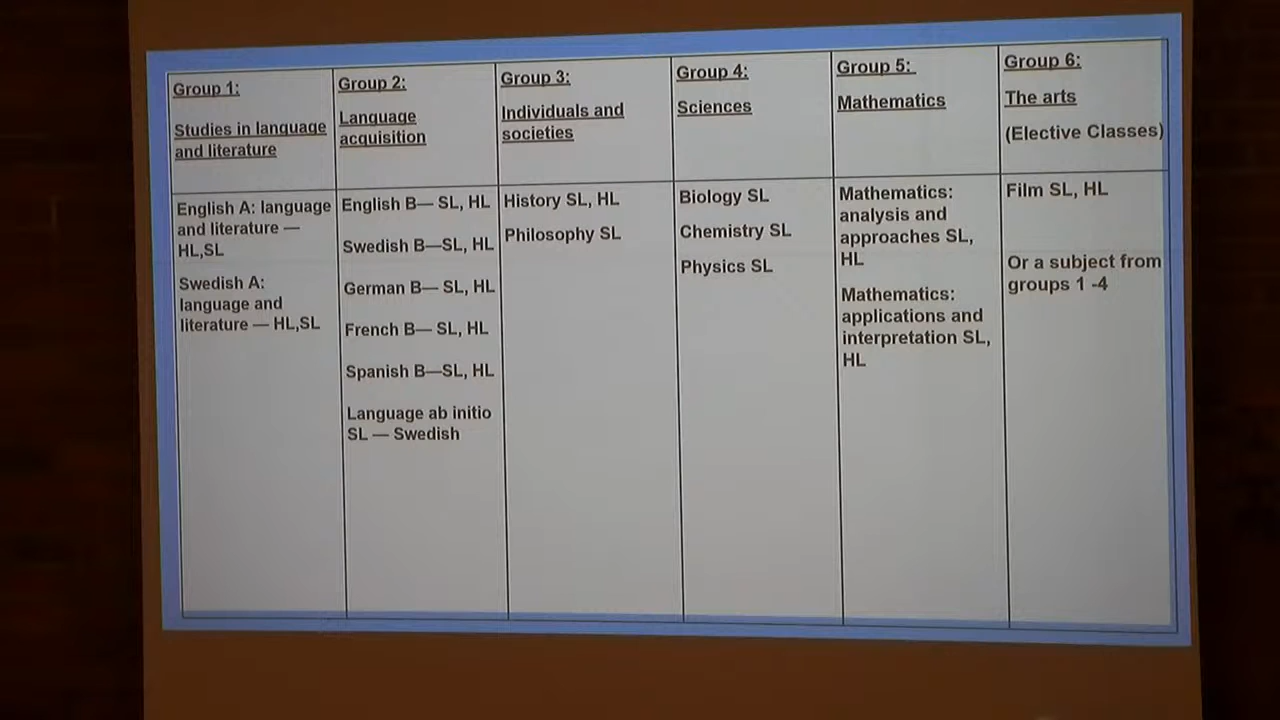 Group 1:
Studies in language
and literature
Group 2:
Language
acquisition
Group 3:
Individuals and
societies
Group 4:
Sciences
Group 5:
Mathematics
Group 6:
The arts
(Elective Classes)
English A: language
and literature —
HL,SL
Swedish A:
language and
literature — HL,SL
English B— SL, HL
Swedish B—SL, HL
German B— SL, HL
French B— SL, HL
Spanish B—SL, HL
Language ab initio
SL — Swedish
History SL, HL
Philosophy SL
Biology SL
Chemistry SL
Physics SL
Mathematics:
analysis and
approaches SL,
HL
Mathematics:
applications and
interpretation SL,
HL
Film SL, HL
Or a subject from
groups 1 -4